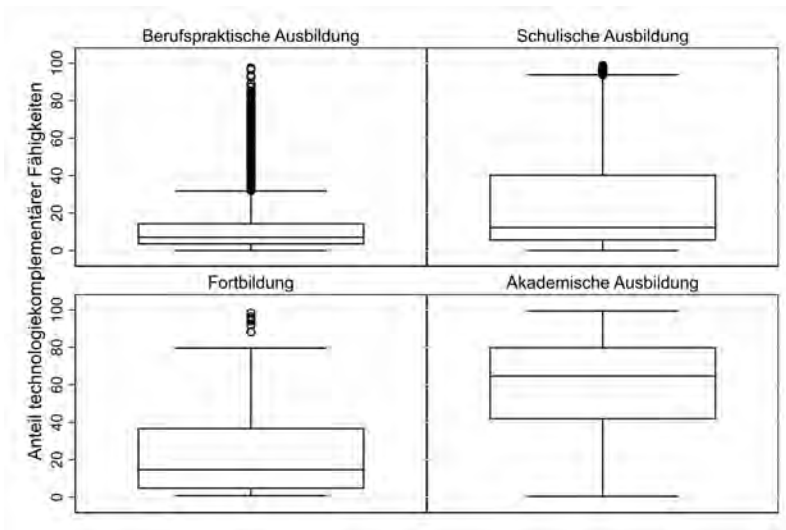 Berufspraktische Ausbildung
Schulische Ausbildung
Anteil technologiekomplementärer Fähigkeiten
100
80
60
40
20
0
Fortbildung
Akademische Ausbildung
100
80
60
40
20
0